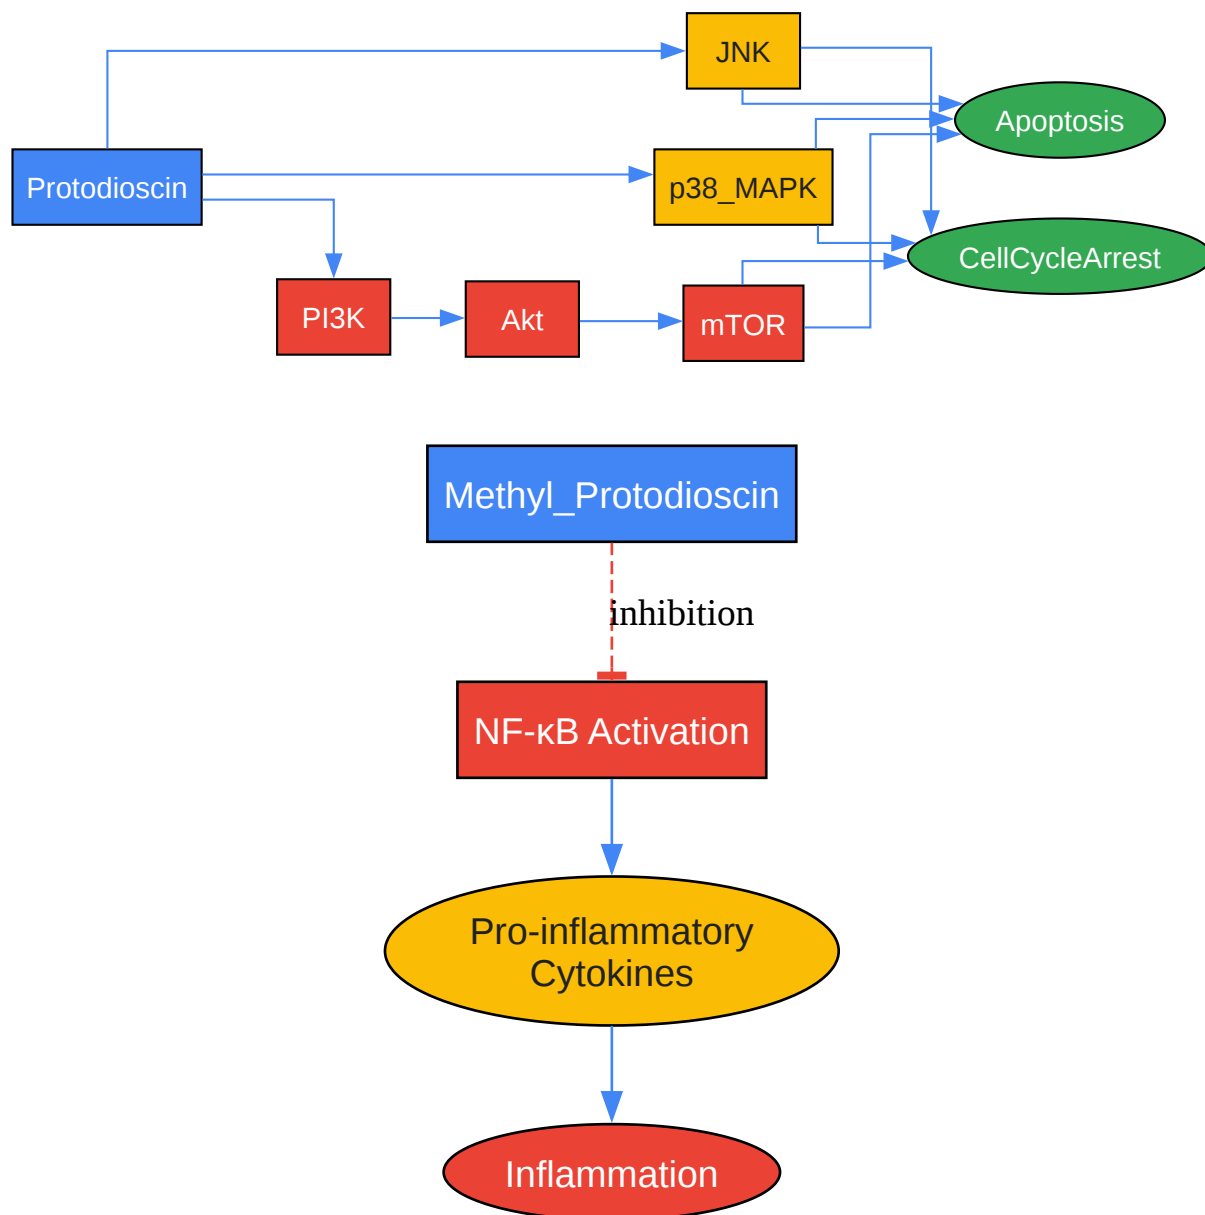 JNK
Apoptosis
Protodioscin
p38_MAPK
CellCycleArrest
PI3K
Akt
mTOR
Methyl_Protodioscin
inhibition
NF-κB Activation
Pro-inflammatory
Cytokines
Inflammation